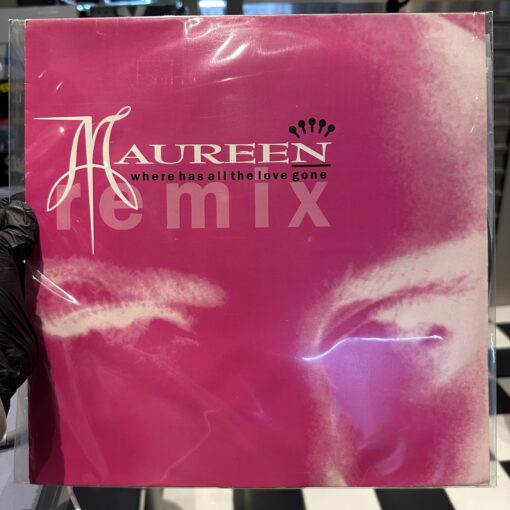 MAUREEN
where has all the love gone
remix